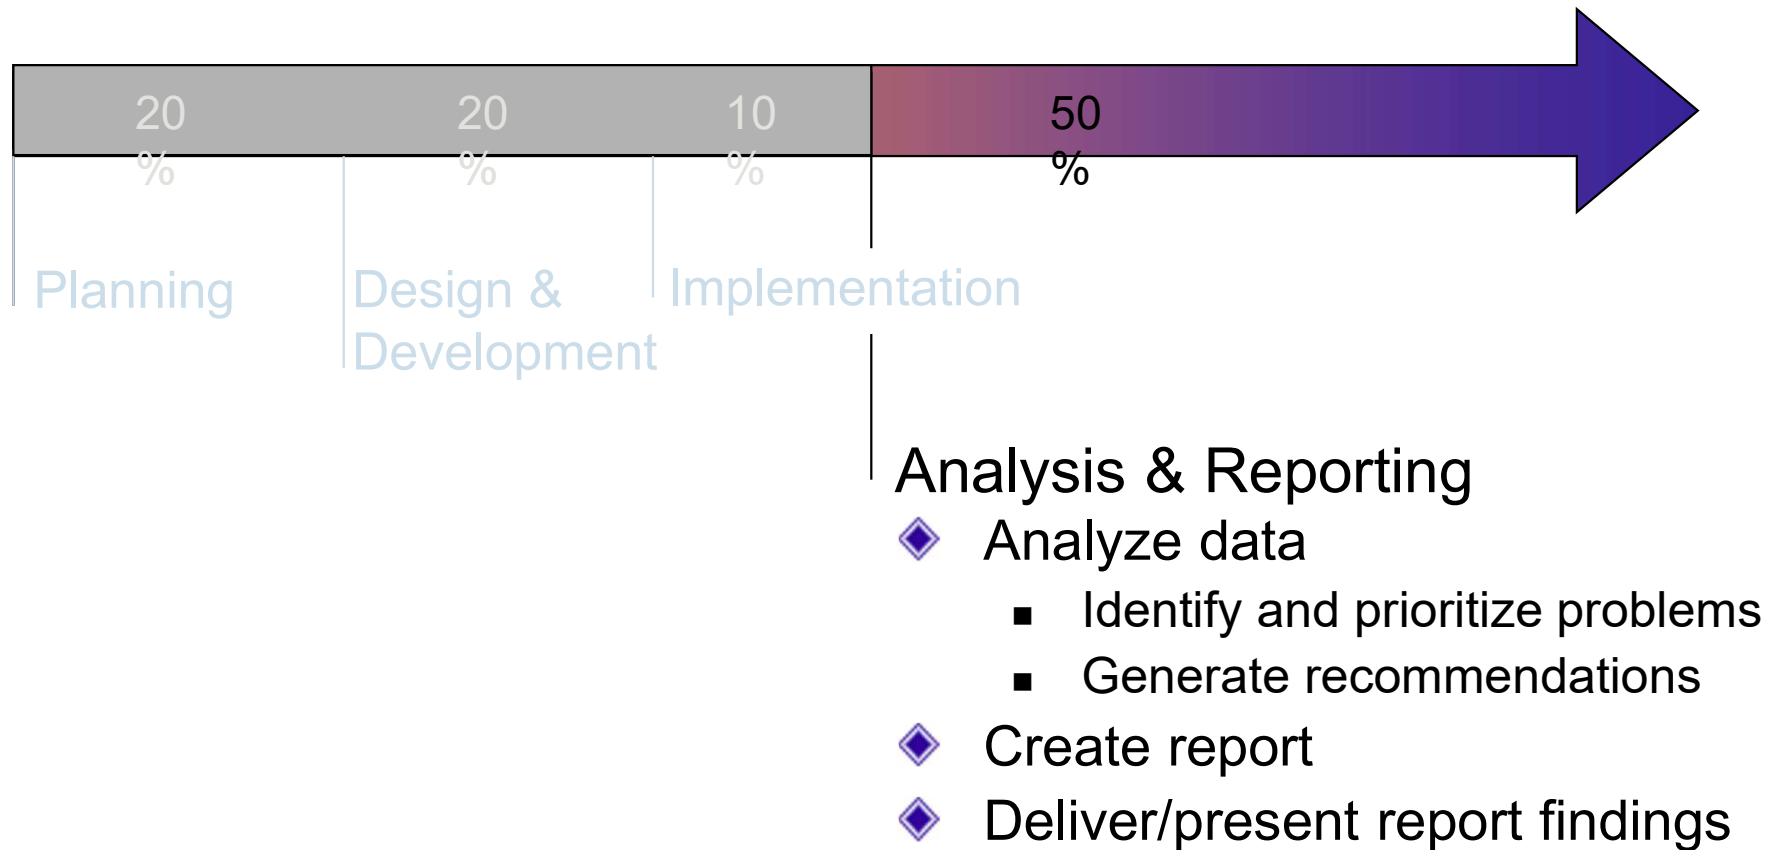 20
%
20
%
10
%
50
%
Planning
Design &
Development
Implementation
Analysis & Reporting
Analyze data
Identify and prioritize problems
Generate recommendations
Create report
Deliver/present report findings